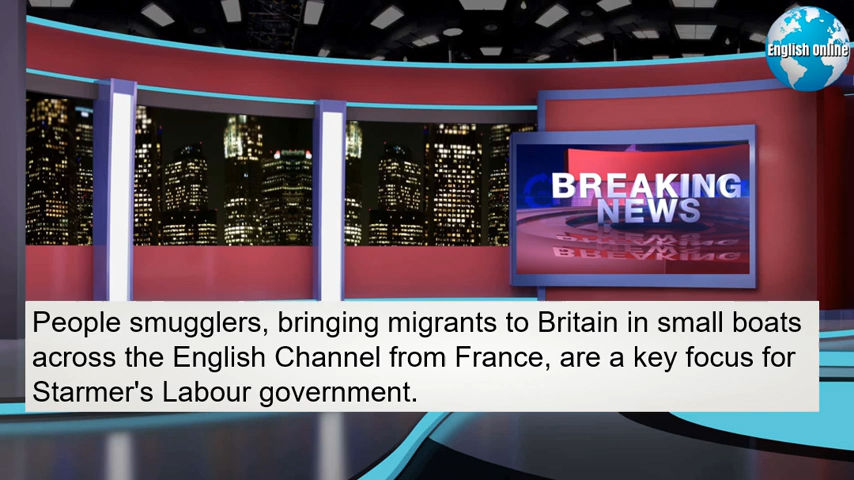 English Online
BREAKING
NEWS
People smugglers, bringing migrants to Britain in small boats
across the English Channel from France, are a key focus for
Starmer's Labour government.